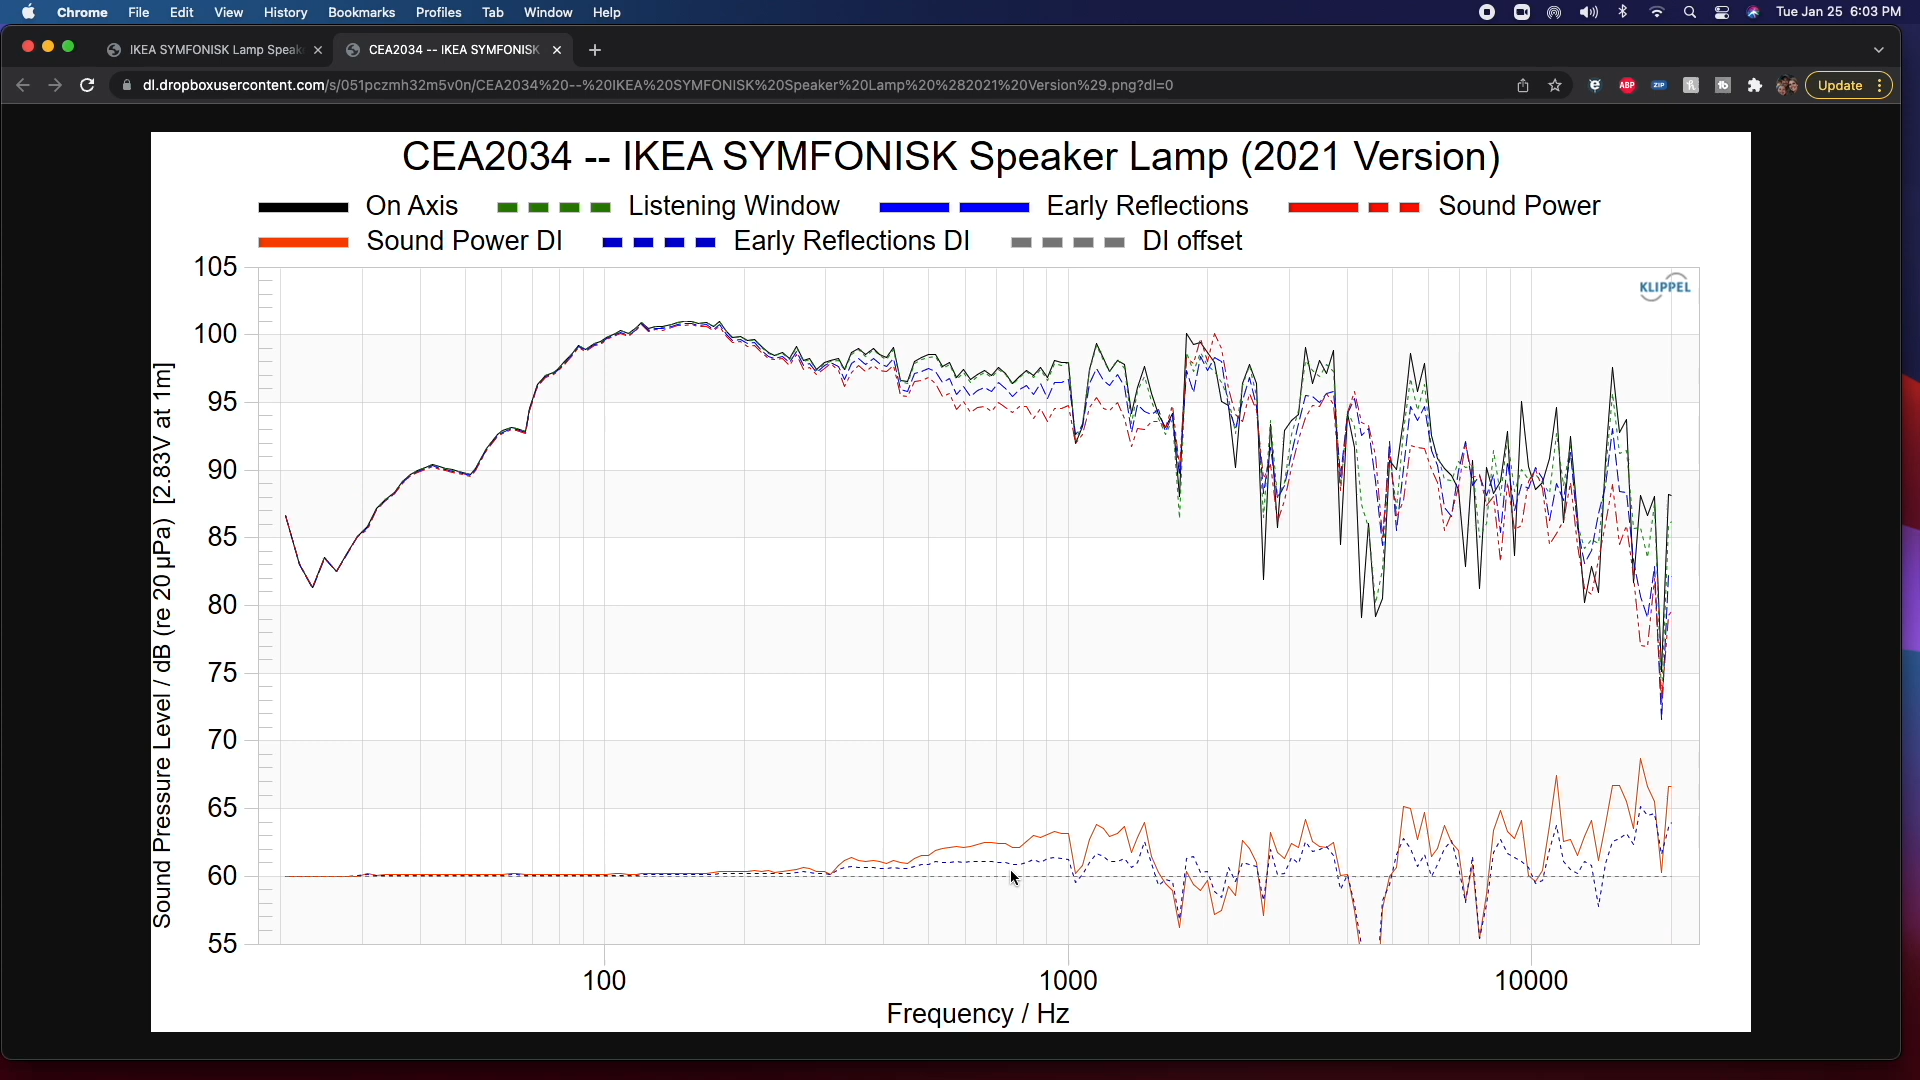 Chrome File Edit View History Bookmarks Profiles Tab Window Help
Tue Jan 25 6:03 PM
IKEA SYMFONISK Lamp Speak
CEA2034 -- IKEA SYMFONISK
dl.dropboxusercontent.com/s/051pczmh32m5v0n/CEA2034%20--%20IKEA%20SYMFONISK%20Speaker%20Lamp%20%282021%20Version%29.png?dl=0
ABP
ZIP
Update
CEA2034 -- IKEA SYMFONISK Speaker Lamp (2021 Version)
On Axis Listening Window Early Reflections Sound Power
Sound Power DI Early Reflections DI DI offset
KLIPPEL
Sound Pressure Level / dB (re 20 µPa) [2.83V at 1m]
105
100
95
90
85
80
75
70
65
60
55
100 1000 10000
Frequency / Hz